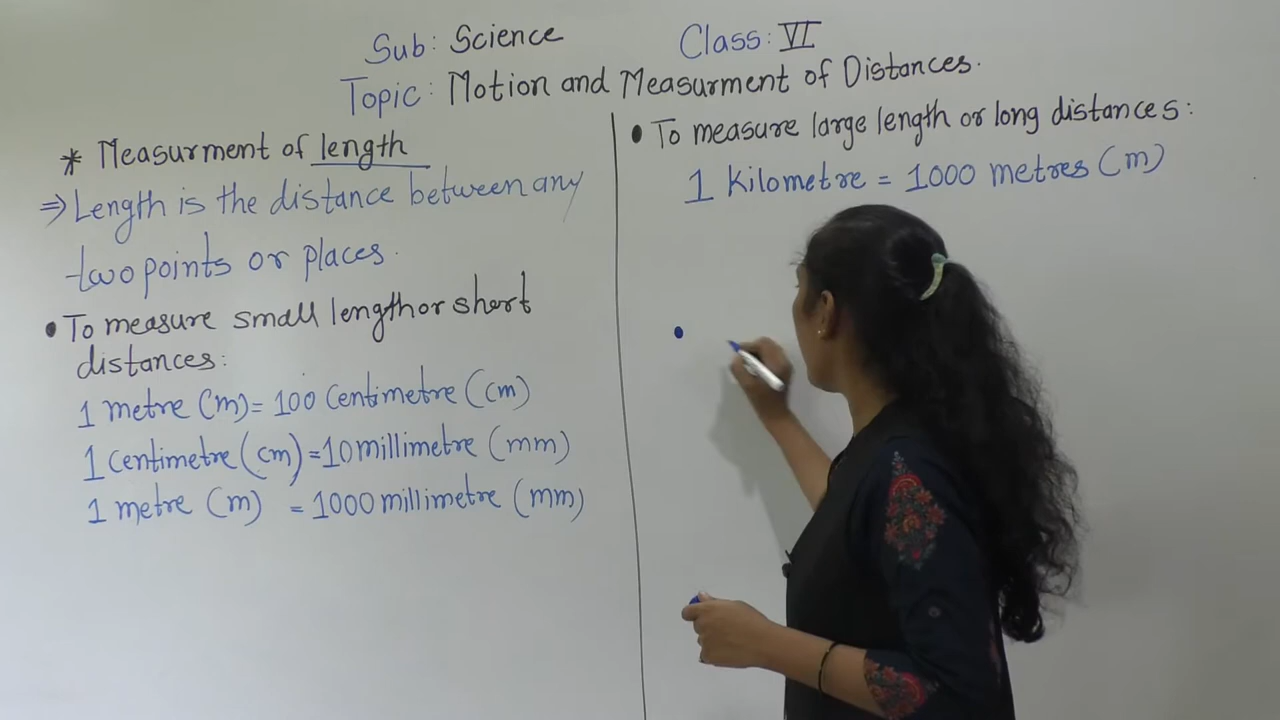 Sub: Science Class: VI
Topic: Motion and Measurment of Distances.
* Measurment of length
⇒ Length is the distance between any
two points or places.
• To measure small length or short
distances:
1 metre (m) = 100 Centimetre (cm)
1 centimetre (cm) = 10 millimetre (mm)
1 metre (m) = 1000 millimetre (mm)
• To measure large length or long distances:
1 Kilometre = 1000 metres (m)
•